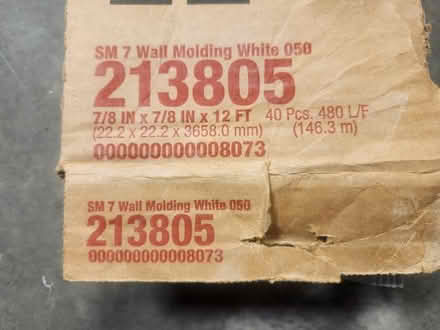 SM 7 Wall Molding White 050
213805
7/8 IN x 7/8 IN x 12 FT 40 Pcs. 480 L/F
(22.2 x 22.2 x 3658.0 mm) (146.3 m)
000000000008073
SM 7 Wall Molding White 050
213805
000000000008073